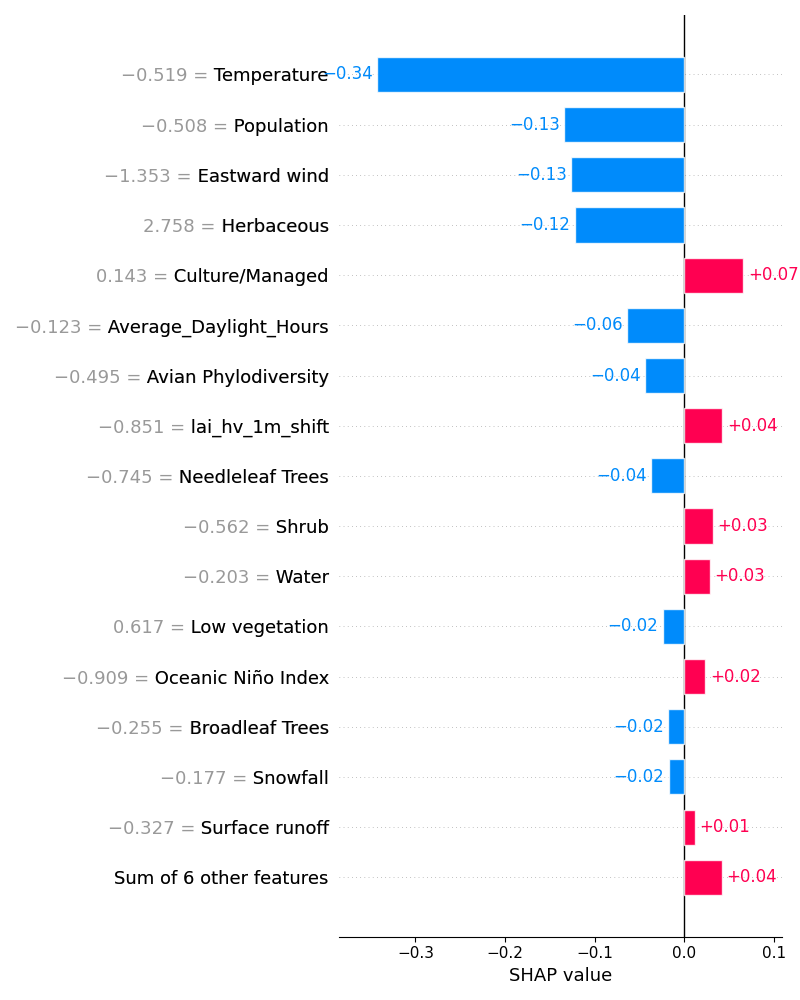 −0.519 = Temperature −0.34
−0.508 = Population −0.13
−1.353 = Eastward wind −0.13
2.758 = Herbaceous −0.12
0.143 = Culture/Managed +0.07
−0.123 = Average_Daylight_Hours −0.06
−0.495 = Avian Phylodiversity −0.04
−0.851 = lai_hv_1m_shift +0.04
−0.745 = Needleleaf Trees −0.04
−0.562 = Shrub +0.03
−0.203 = Water +0.03
0.617 = Low vegetation −0.02
−0.909 = Oceanic Niño Index +0.02
−0.255 = Broadleaf Trees −0.02
−0.177 = Snowfall −0.02
−0.327 = Surface runoff +0.01
Sum of 6 other features +0.04
−0.3 −0.2 −0.1 0.0 0.1
SHAP value